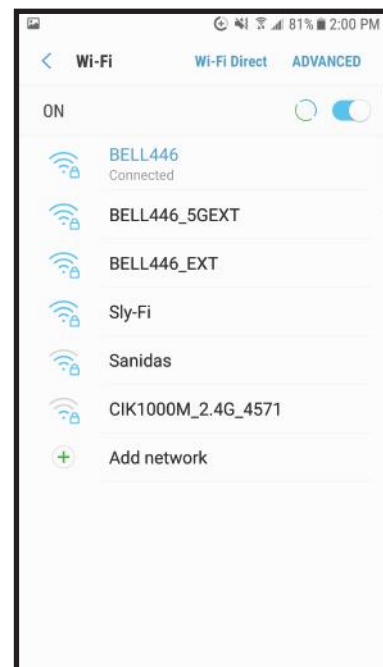 81% 2:00 PM
Wi-Fi Wi-Fi Direct ADVANCED
ON
BELL446
Connected
BELL446_5GEXT
BELL446_EXT
Sly-Fi
Sanidas
CIK1000M_2.4G_4571
Add network